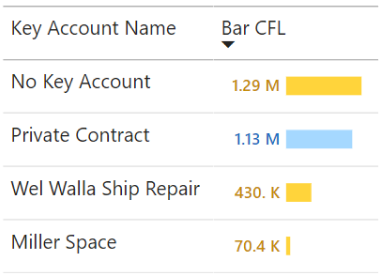 Key Account Name Bar CFL
No Key Account 1.29 M
Private Contract 1.13 M
Wel Walla Ship Repair 430. K
Miller Space 70.4 K